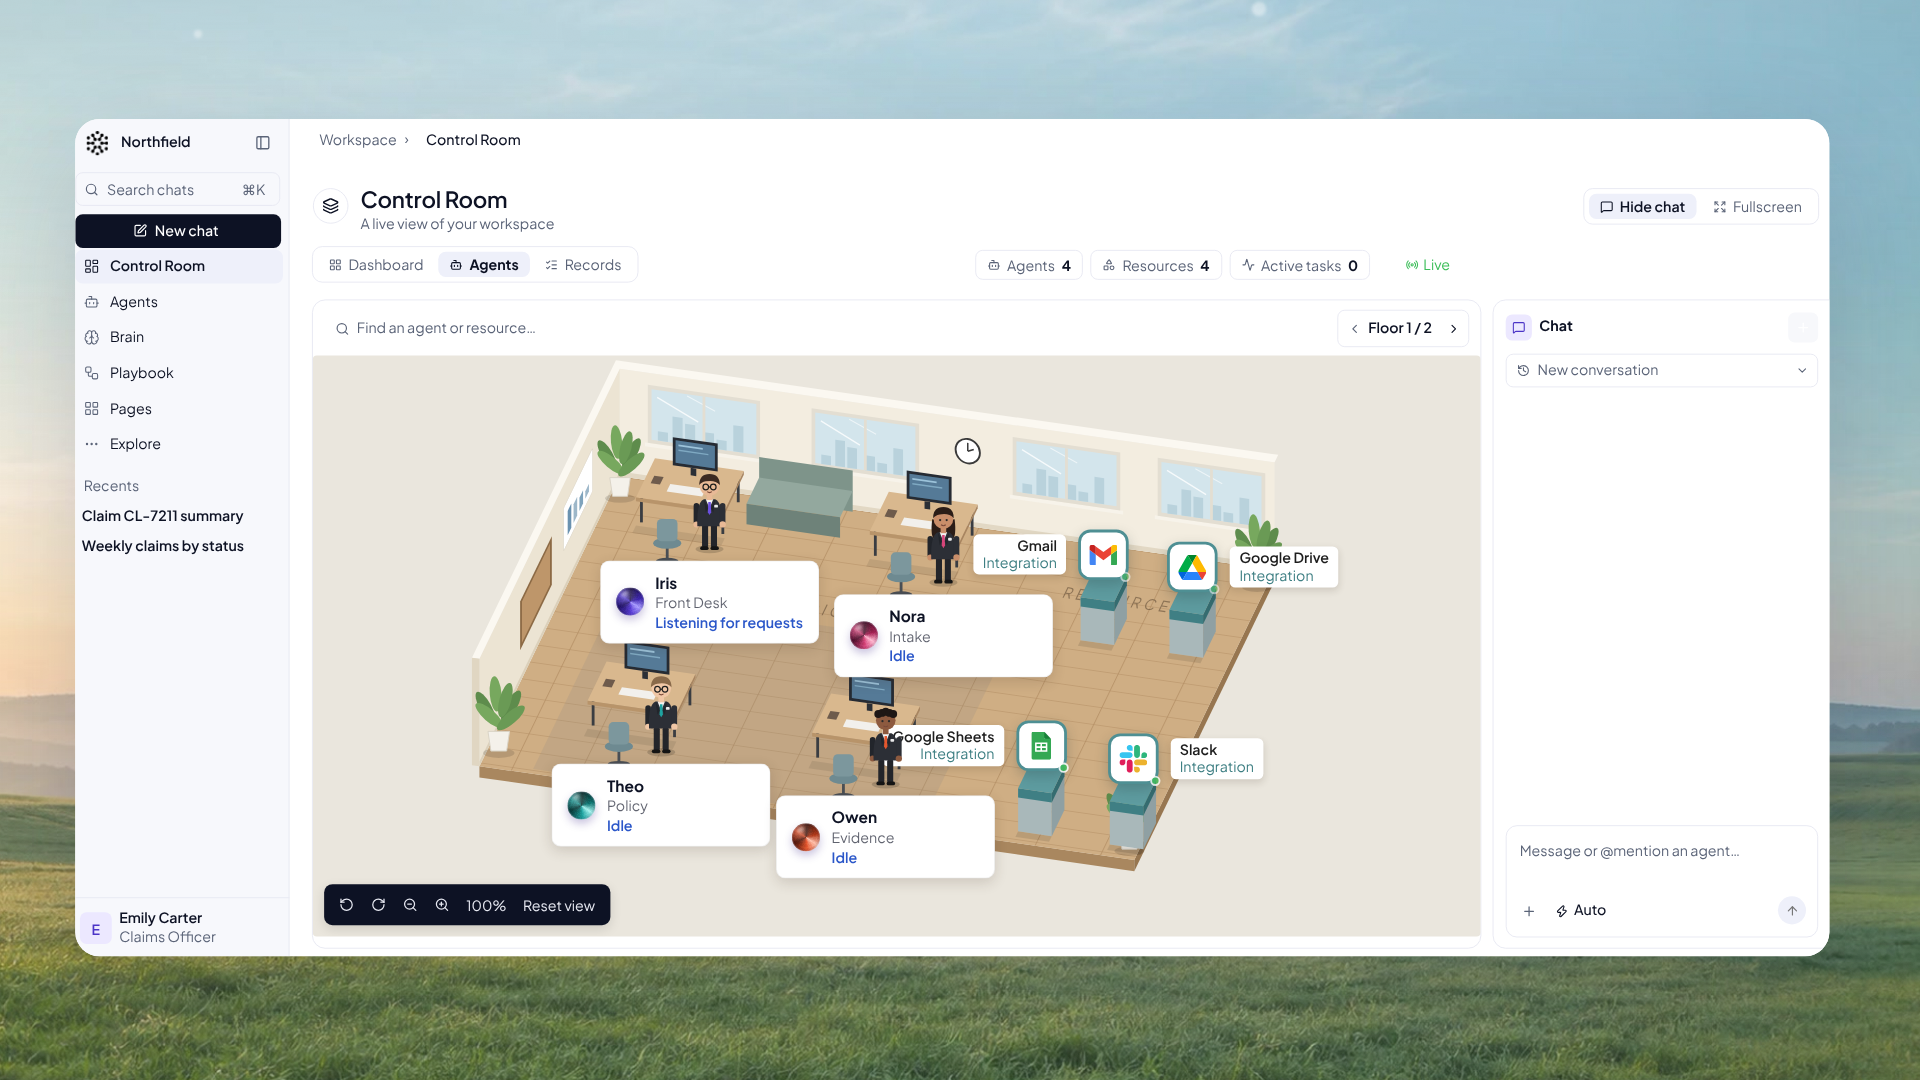 Northfield
Search chats ⌘K
New chat
Control Room
Agents
Brain
Playbook
Pages
Explore
Recents
Claim CL-7211 summary
Weekly claims by status
E
Emily Carter
Claims Officer
Workspace › Control Room
Control Room
A live view of your workspace
Hide chat
Fullscreen
Dashboard
Agents
Records
Agents 4
Resources 4
Active tasks 0
Live
Find an agent or resource...
Floor 1 / 2
Iris
Front Desk
Listening for requests
Nora
Intake
Idle
Gmail
Integration
Google Drive
Integration
Theo
Policy
Idle
Owen
Evidence
Idle
Google Sheets
Integration
Slack
Integration
100%
Reset view
Chat
New conversation
Message or @mention an agent...
Auto